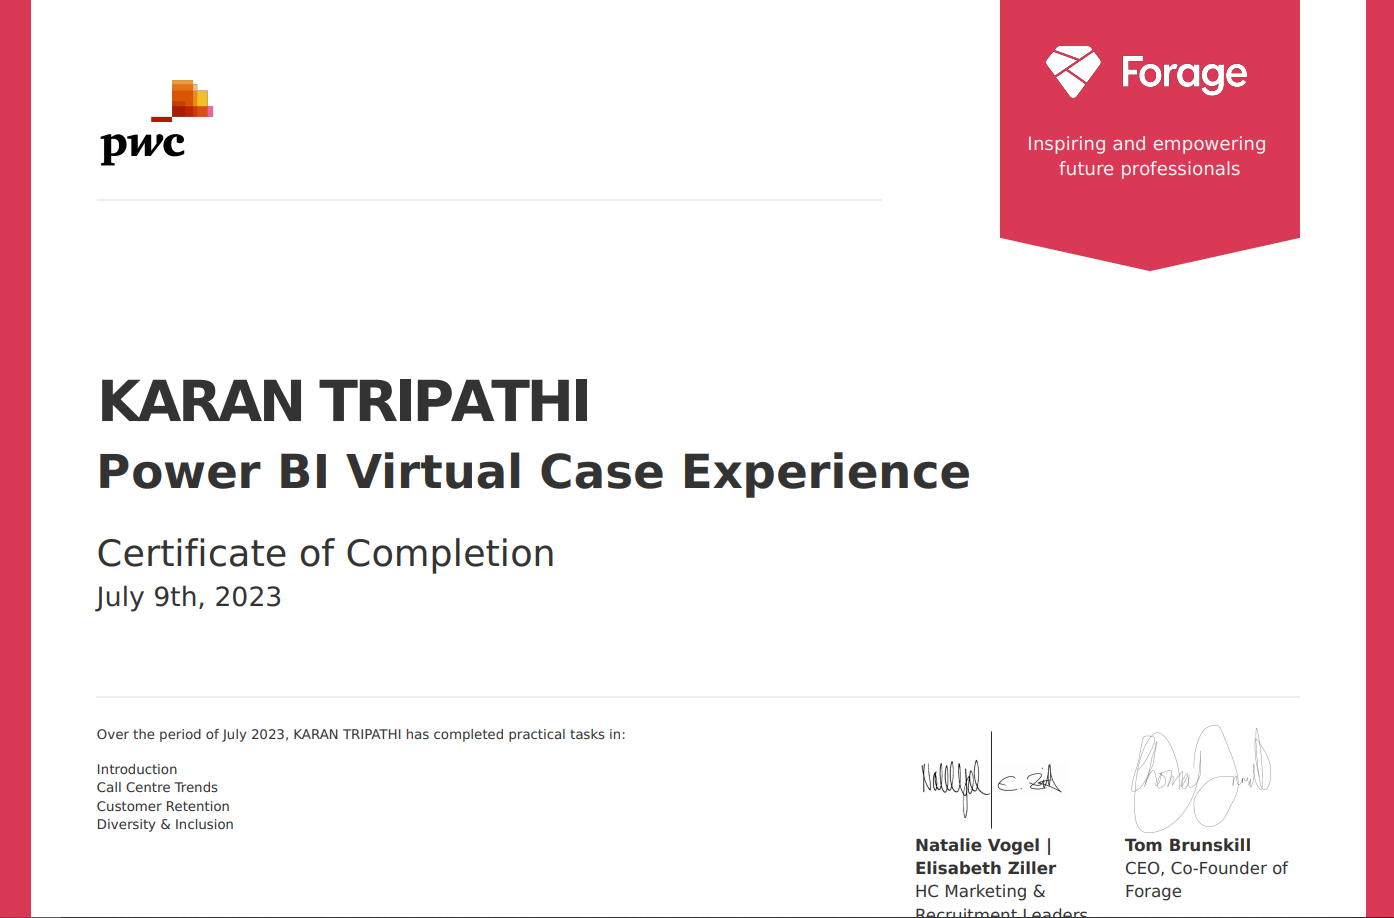 pwc
Forage
Inspiring and empowering
future professionals
KARAN TRIPATHI
Power BI Virtual Case Experience
Certificate of Completion
July 9th, 2023
Over the period of July 2023, KARAN TRIPATHI has completed practical tasks in:
Introduction
Call Centre Trends
Customer Retention
Diversity & Inclusion
Natalie Vogel |
Elisabeth Ziller
HC Marketing &
Recruitment Leaders
Tom Brunskill
CEO, Co-Founder of
Forage